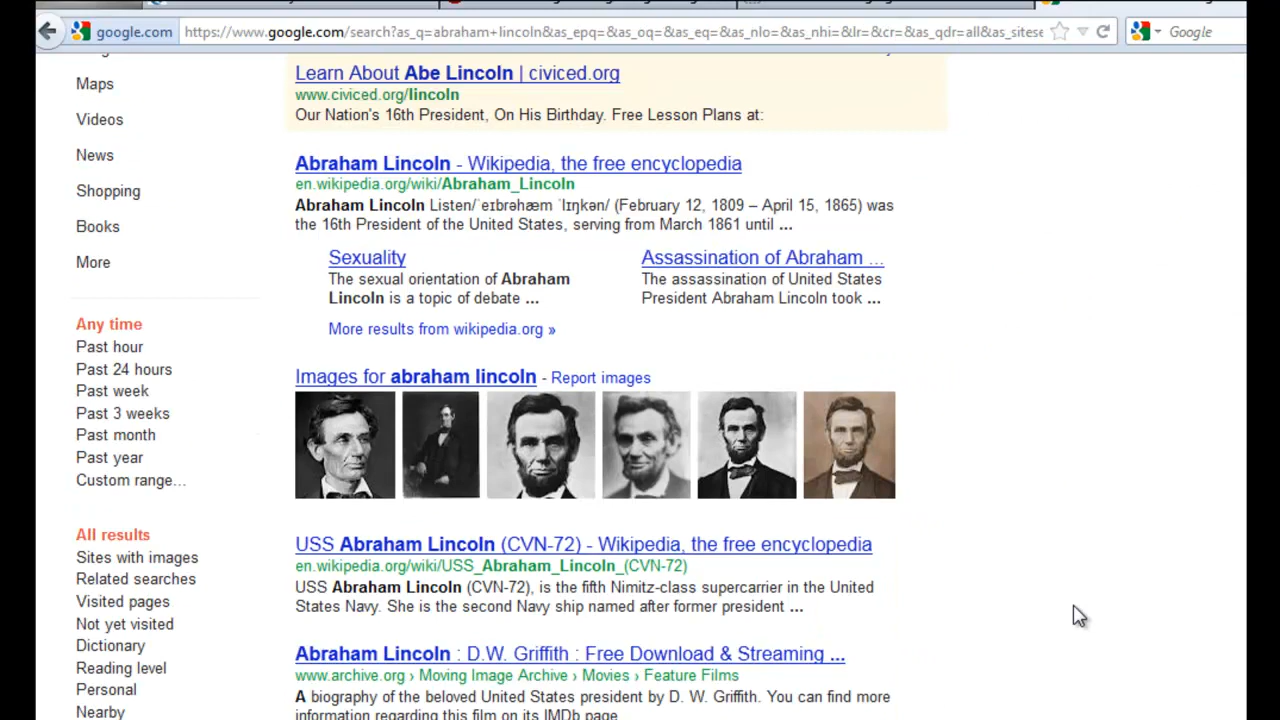 google.com
https://www.google.com/search?as_q=abraham+lincoln&as_epq=&as_oq=&as_eq=&as_nlo=&as_nhi=&lr=&cr=&as_qdr=all&as_sitese
Google
Maps
Videos
News
Shopping
Books
More
Any time
Past hour
Past 24 hours
Past week
Past 3 weeks
Past month
Past year
Custom range...
All results
Sites with images
Related searches
Visited pages
Not yet visited
Dictionary
Reading level
Personal
Nearby
Learn About Abe Lincoln | civiced.org
www.civiced.org/lincoln
Our Nation's 16th President, On His Birthday. Free Lesson Plans at:
Abraham Lincoln - Wikipedia, the free encyclopedia
en.wikipedia.org/wiki/Abraham_Lincoln
Abraham Lincoln Listen/ˈeɪbrəhæm ˈlɪŋkən/ (February 12, 1809 – April 15, 1865) was
the 16th President of the United States, serving from March 1861 until ...
Sexuality
The sexual orientation of Abraham
Lincoln is a topic of debate ...
Assassination of Abraham ...
The assassination of United States
President Abraham Lincoln took ...
More results from wikipedia.org »
Images for abraham lincoln - Report images
USS Abraham Lincoln (CVN-72) - Wikipedia, the free encyclopedia
en.wikipedia.org/wiki/USS_Abraham_Lincoln_(CVN-72)
USS Abraham Lincoln (CVN-72), is the fifth Nimitz-class supercarrier in the United
States Navy. She is the second Navy ship named after former president ...
Abraham Lincoln : D.W. Griffith : Free Download & Streaming ...
www.archive.org › Moving Image Archive › Movies › Feature Films
A biography of the beloved United States president by D. W. Griffith. You can find more
information regarding this film on its IMDb page